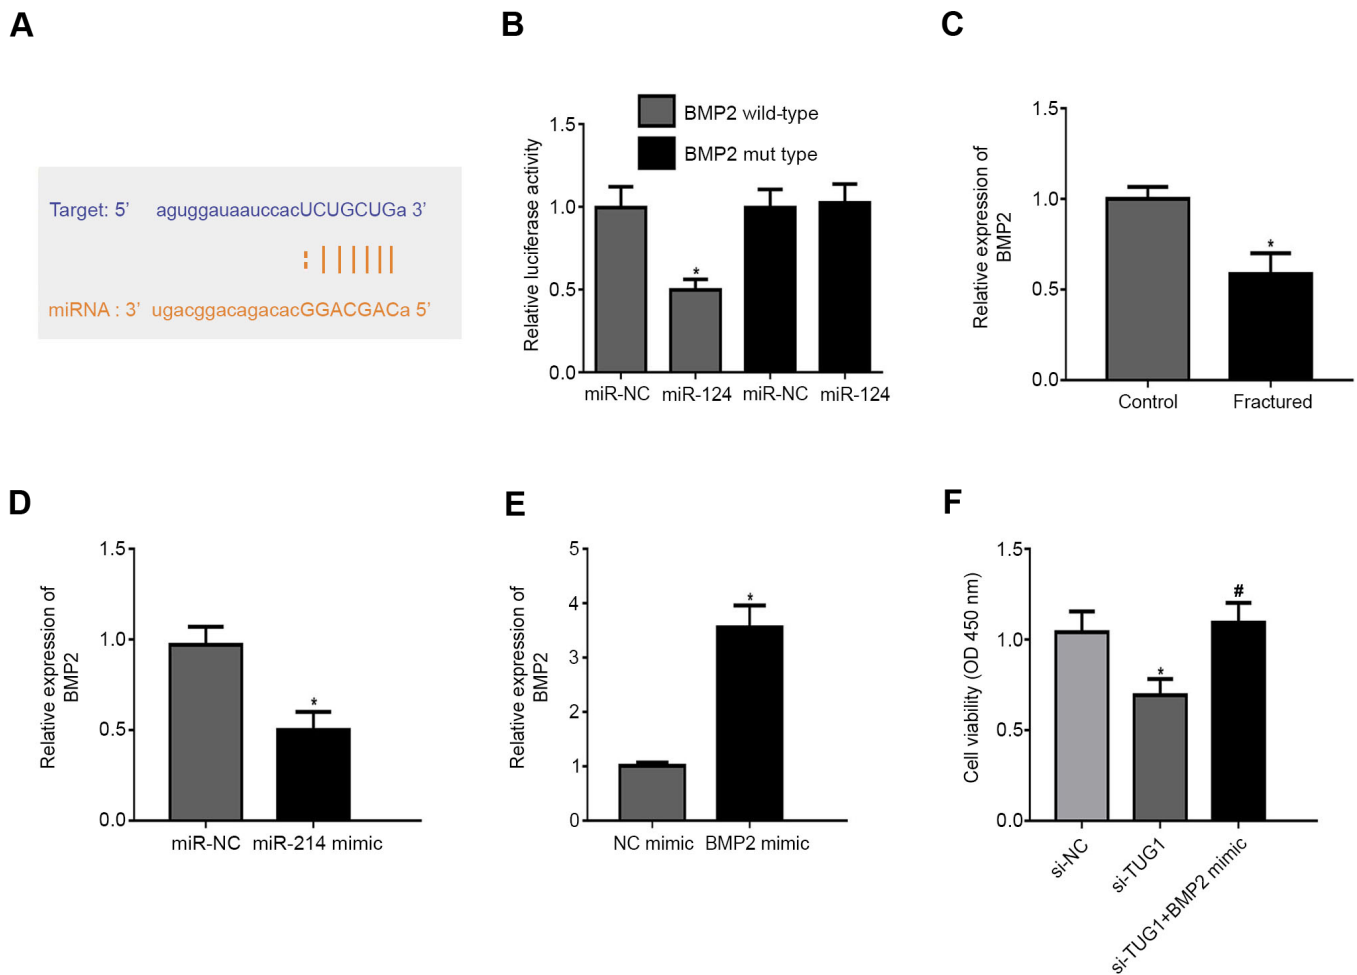 A
Target: 5’ aguggauaauccacUCUGCUGa 3’
miRNA : 3’ ugacggacagacacGGACGACa 5’
B
BMP2 wild-type
BMP2 mut type
Relative luciferase activity
1.5
1.0
0.5
0.0
*
miR-NC miR-124 miR-NC miR-124
C
Relative expression of
BMP2
1.5
1.0
0.5
0.0
*
Control Fractured
D
Relative expression of
BMP2
1.5
1.0
0.5
0.0
*
miR-NC miR-214 mimic
E
Relative expression of
BMP2
5
4
3
2
1
0
*
NC mimic BMP2 mimic
F
Cell viability (OD 450 nm)
1.5
1.0
0.5
0.0
*
#
si-NC
si-TUG1
si-TUG1+BMP2 mimic